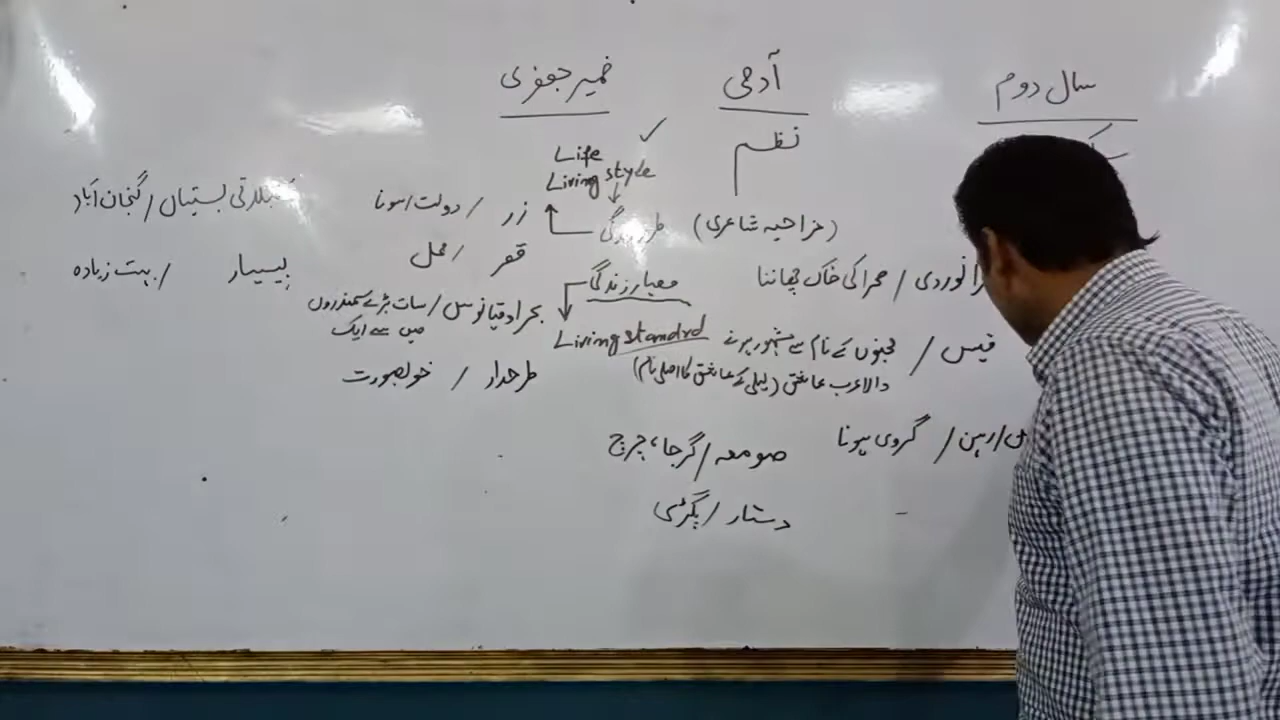 سال دوم
آدمی
ضمیر جعفری
نظم
(مزاحیہ شاعری)
Life
Living style
طرز زندگی
معیار زندگی
Living standrd
نوردی / صحرا کی خاک چھاننا
قیس / مجنوں کے نام سے مشہور ہونے
والا عرب عاشق (لیلیٰ کے عاشق کا اصلی نام)
رہن / گروی ہونا
صومعہ / گرجا، چرچ
دستار / پگڑی
زر / دولت / سونا
قصر / محل
بحر اوقیانوس / سات بڑے سمندروں
میں سے ایک
طرحدار / خوبصورت
بستیاں / گنجان آباد
بسیار / بہت زیادہ